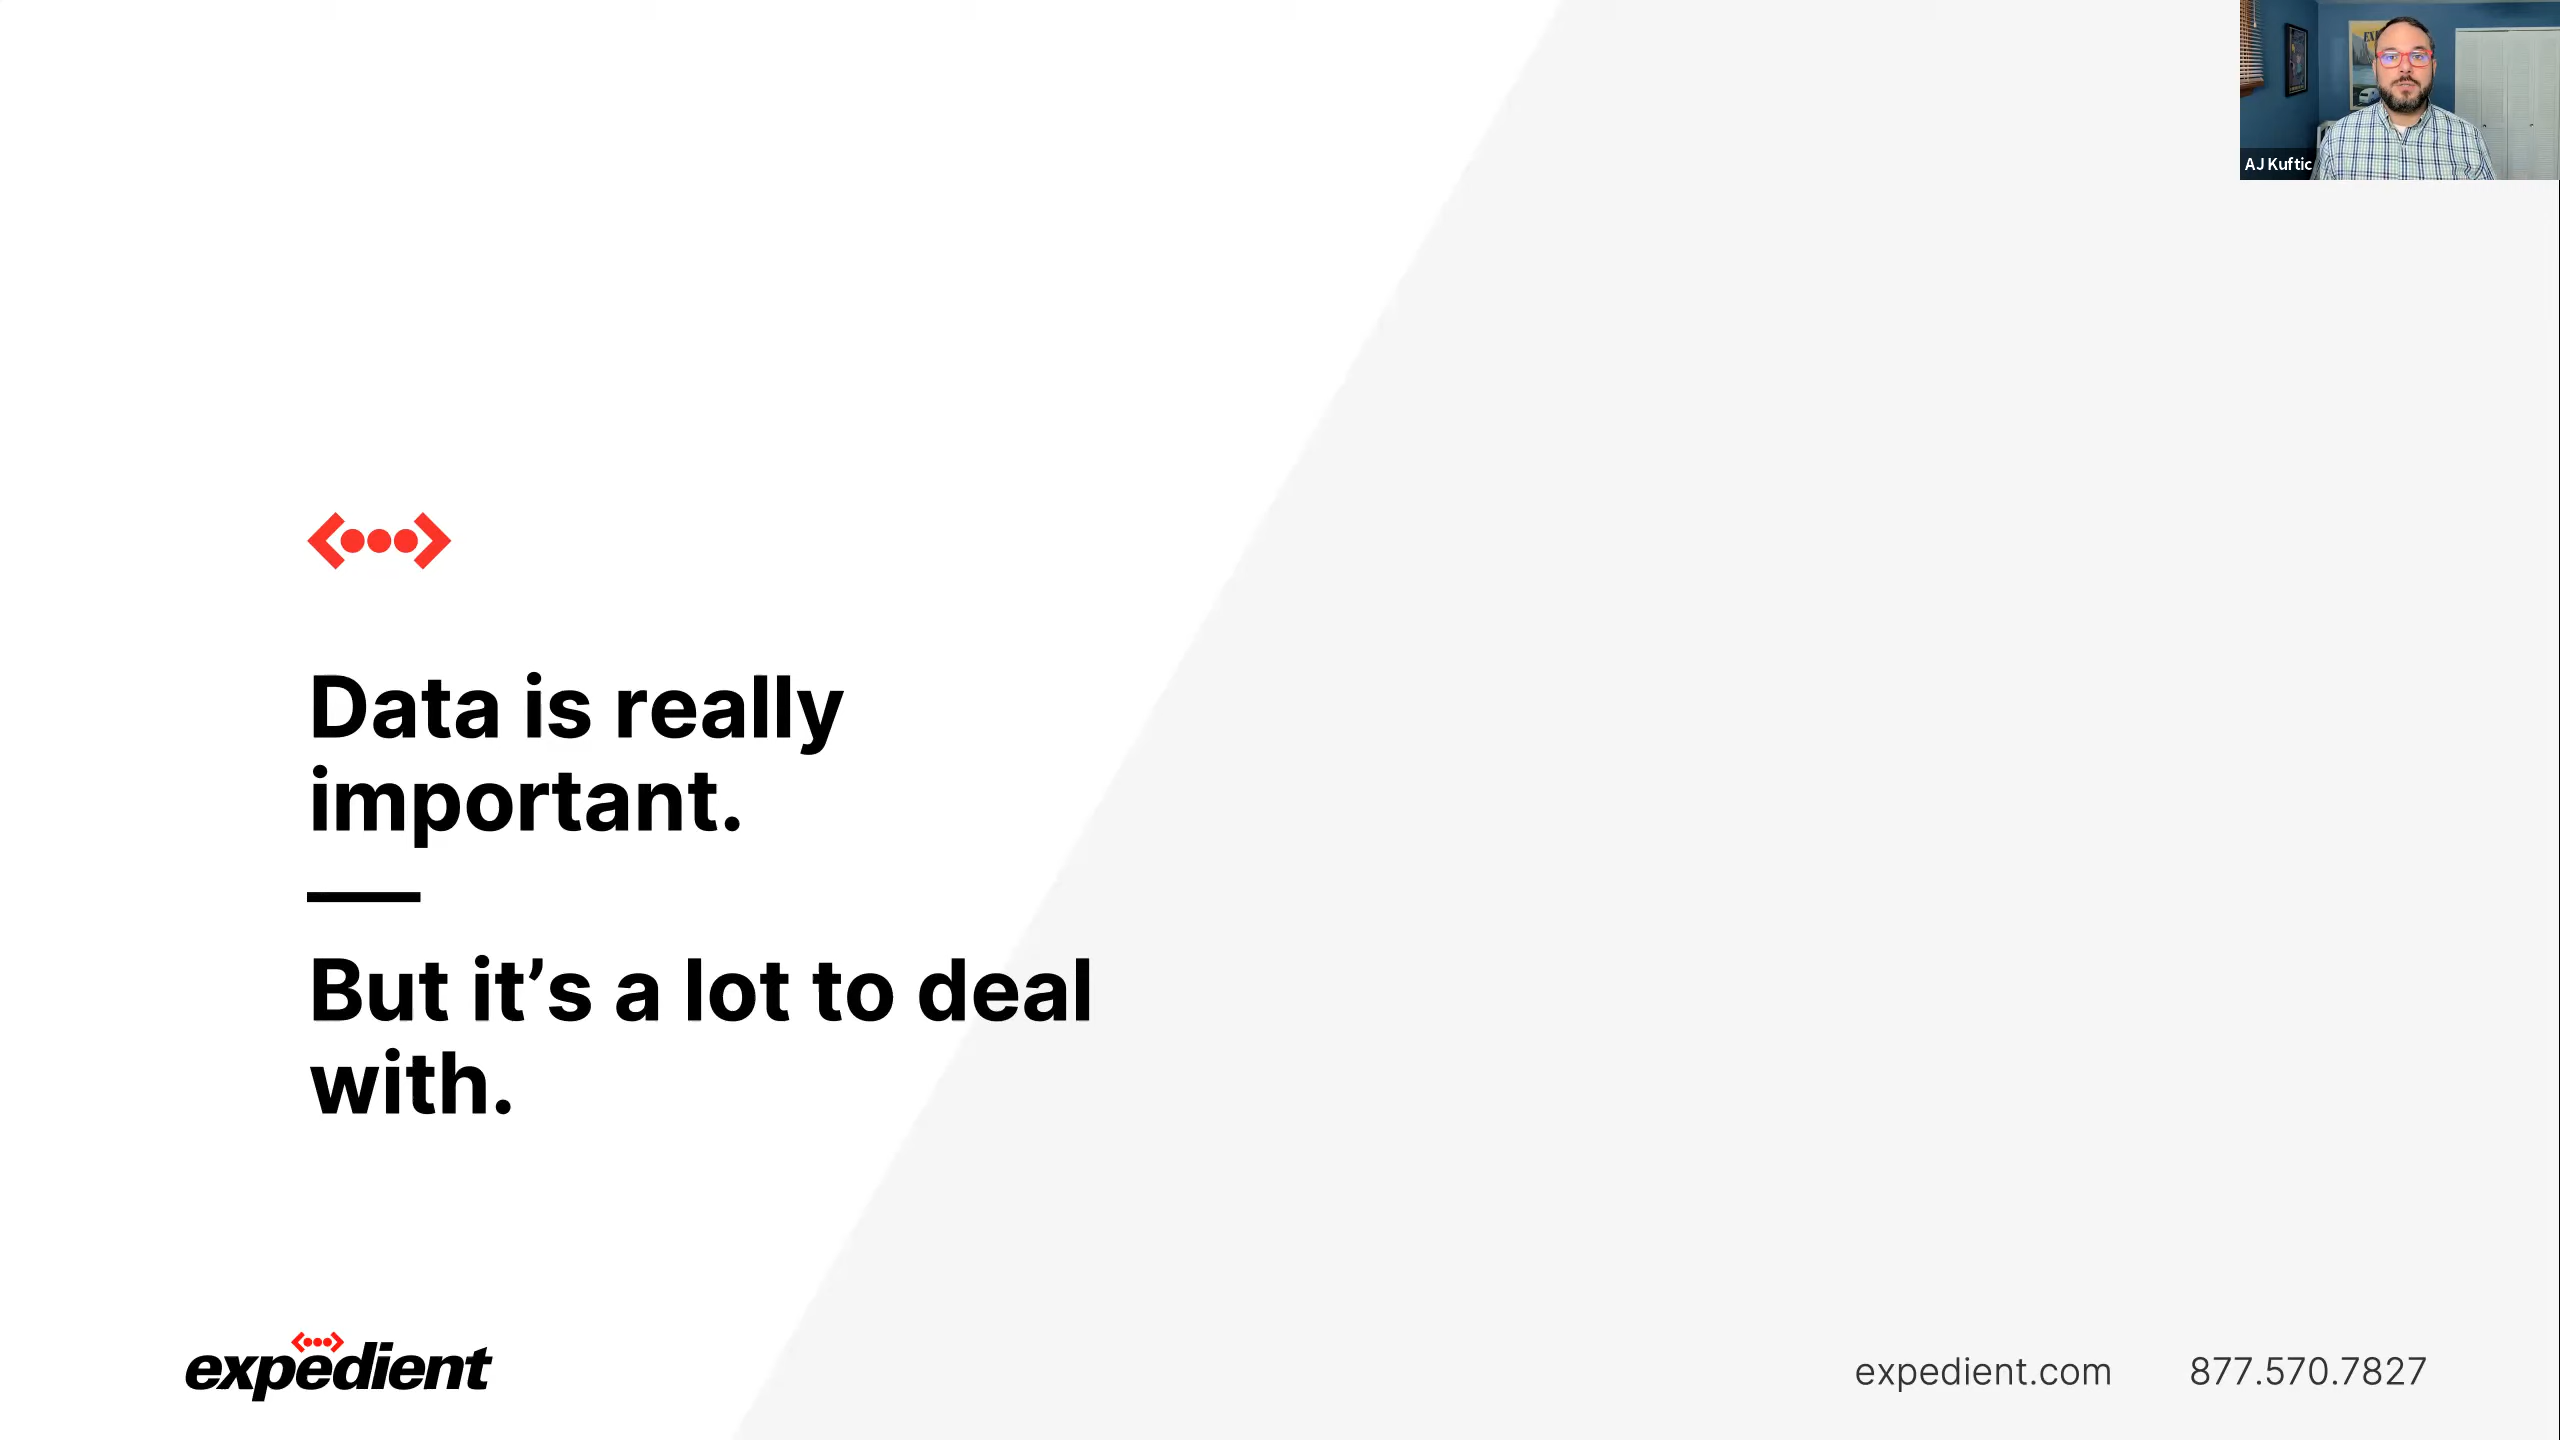 AJ Kuftic
Data is really
important.
But it’s a lot to deal
with.
expedient
expedient.com
877.570.7827